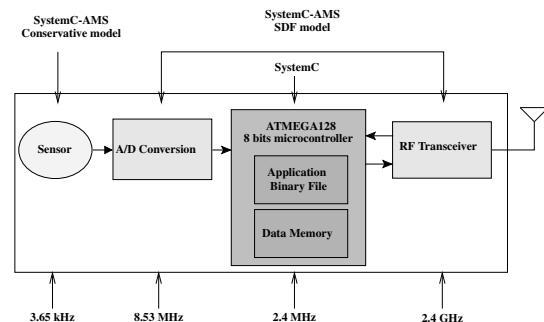 SystemC-AMS
Conservative model
SystemC-AMS
SDF model
SystemC
Sensor
A/D Conversion
ATMEGA128
8 bits microcontroller
Application
Binary File
Data Memory
RF Transceiver
3.65 kHz
8.53 MHz
2.4 MHz
2.4 GHz